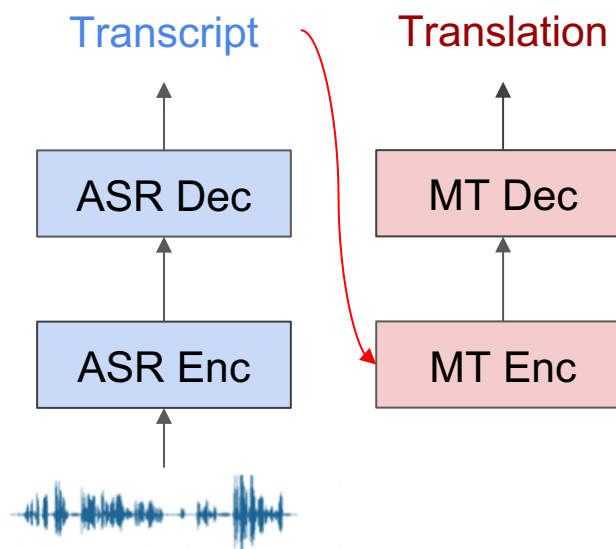 Transcript
Translation
ASR Dec
MT Dec
ASR Enc
MT Enc